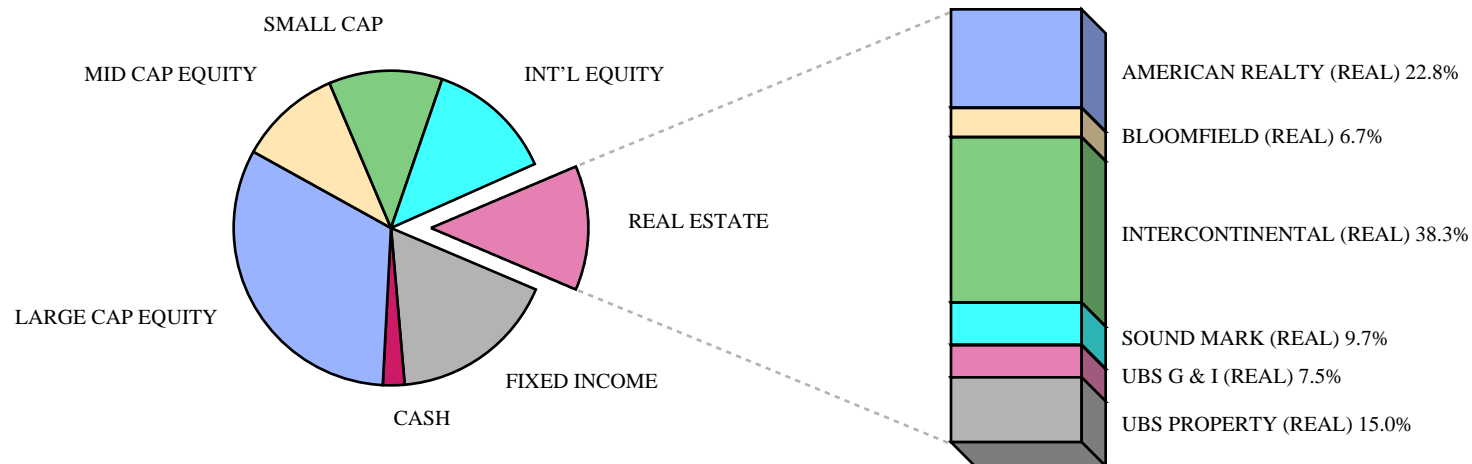 SMALL CAP
MID CAP EQUITY
INT'L EQUITY
REAL ESTATE
LARGE CAP EQUITY
FIXED INCOME
CASH
AMERICAN REALTY (REAL) 22.8%
BLOOMFIELD (REAL) 6.7%
INTERCONTINENTAL (REAL) 38.3%
SOUND MARK (REAL) 9.7%
UBS G & I (REAL) 7.5%
UBS PROPERTY (REAL) 15.0%